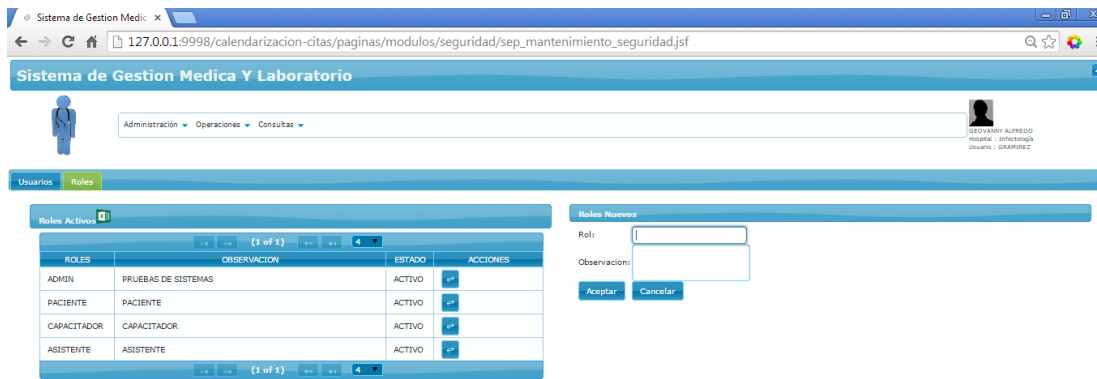 Sistema de Gestion Medic
127.0.0.1:9998/calendarizacion-citas/paginas/modulos/seguridad/sep_mantenimiento_seguridad.jsf
Sistema de Gestion Medica Y Laboratorio
Administración Operaciones Consultas
GEOVANNY ALFREDO
Hospital : Infectología
Usuario : GRAMIREZ
Usuarios Roles
Roles Activos
(1 of 1) 4
ROLES OBSERVACION ESTADO ACCIONES
ADMIN PRUEBAS DE SISTEMAS ACTIVO
PACIENTE PACIENTE ACTIVO
CAPACITADOR CAPACITADOR ACTIVO
ASISTENTE ASISTENTE ACTIVO
(1 of 1) 4
Roles Nuevos
Rol:
Observacion:
Aceptar Cancelar